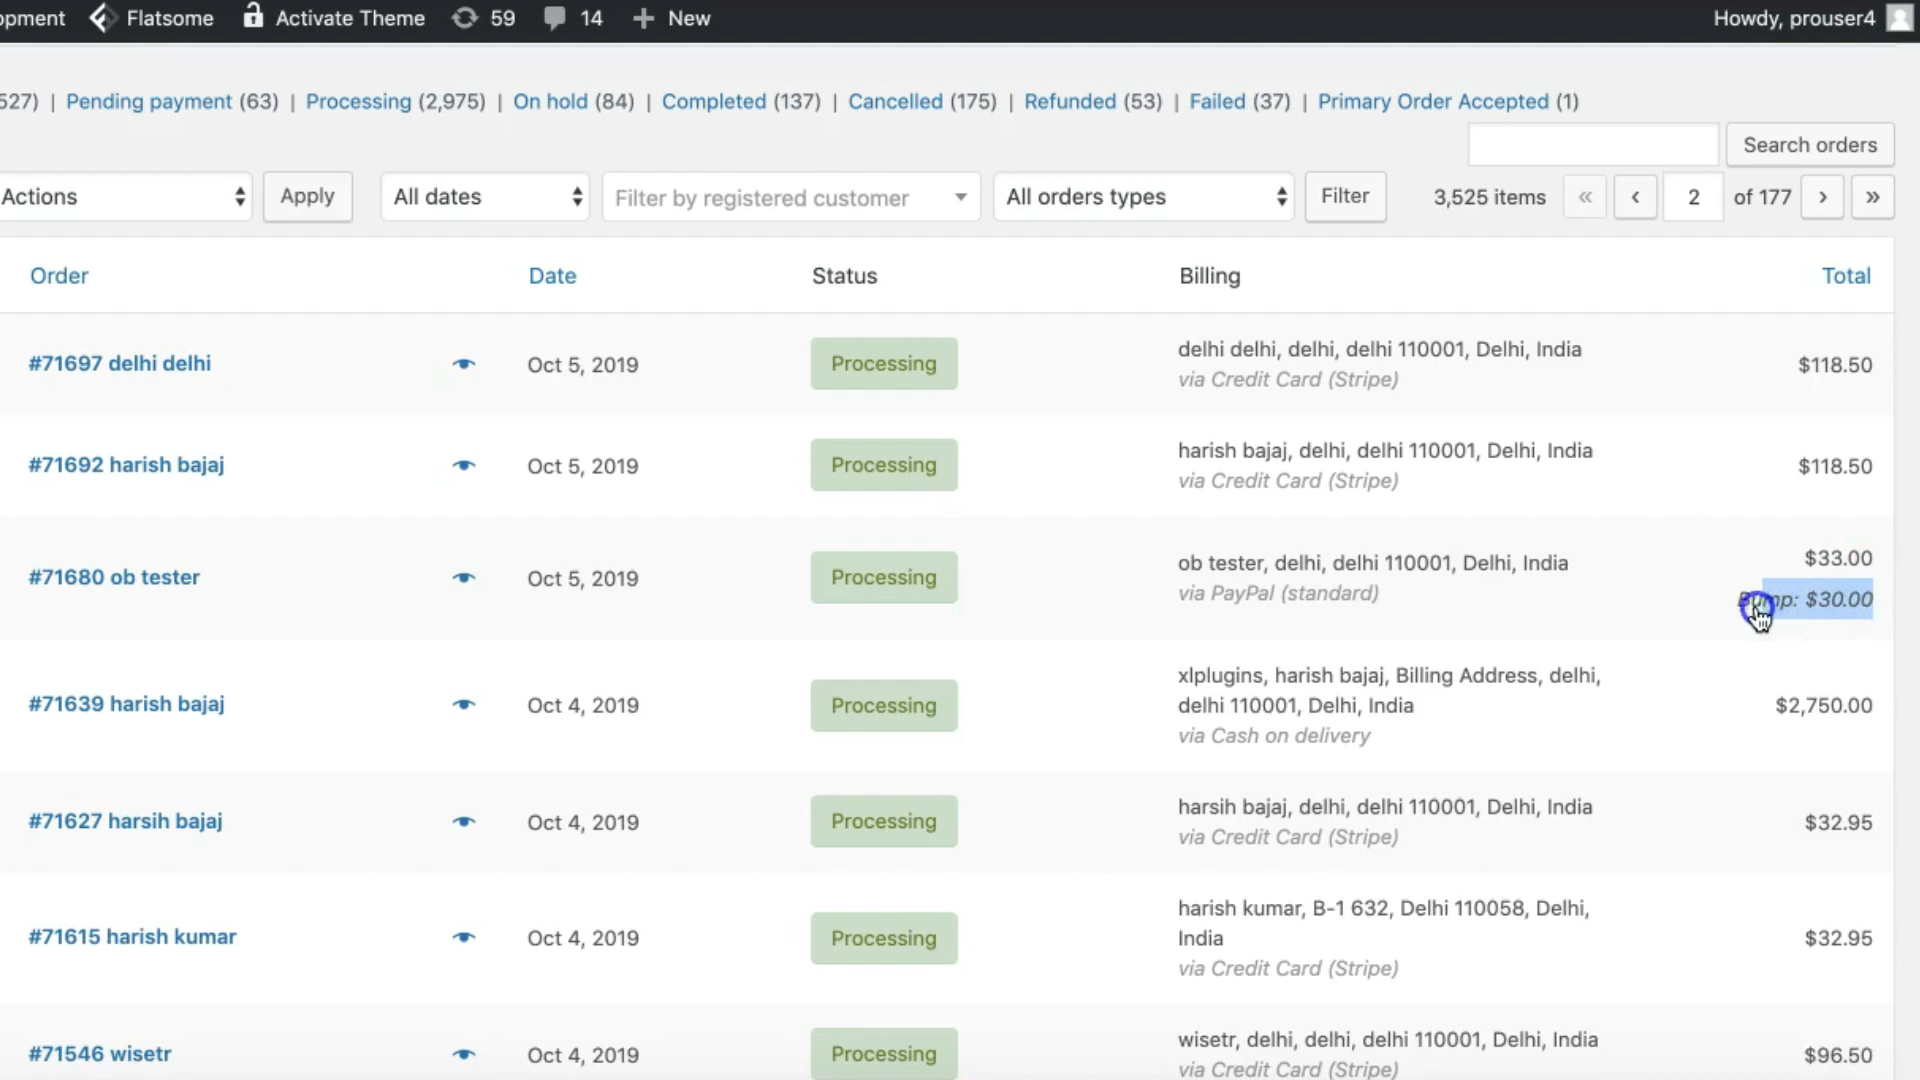 opment Flatsome Activate Theme 59 14 + New Howdy, prouser4
527) | Pending payment (63) | Processing (2,975) | On hold (84) | Completed (137) | Cancelled (175) | Refunded (53) | Failed (37) | Primary Order Accepted (1)
Search orders
Actions Apply All dates Filter by registered customer All orders types Filter 3,525 items « ‹ 2 of 177 › »
Order Date Status Billing Total
#71697 delhi delhi Oct 5, 2019 Processing delhi delhi, delhi, delhi 110001, Delhi, India $118.50
via Credit Card (Stripe)
#71692 harish bajaj Oct 5, 2019 Processing harish bajaj, delhi, delhi 110001, Delhi, India $118.50
via Credit Card (Stripe)
#71680 ob tester Oct 5, 2019 Processing ob tester, delhi, delhi 110001, Delhi, India $33.00
via PayPal (standard) Bump: $30.00
#71639 harish bajaj Oct 4, 2019 Processing xlplugins, harish bajaj, Billing Address, delhi,
delhi 110001, Delhi, India $2,750.00
via Cash on delivery
#71627 harsih bajaj Oct 4, 2019 Processing harsih bajaj, delhi, delhi 110001, Delhi, India $32.95
via Credit Card (Stripe)
#71615 harish kumar Oct 4, 2019 Processing harish kumar, B-1 632, Delhi 110058, Delhi,
India $32.95
via Credit Card (Stripe)
#71546 wisetr Oct 4, 2019 Processing wisetr, delhi, delhi, delhi 110001, Delhi, India $96.50
via Credit Card (Stripe)